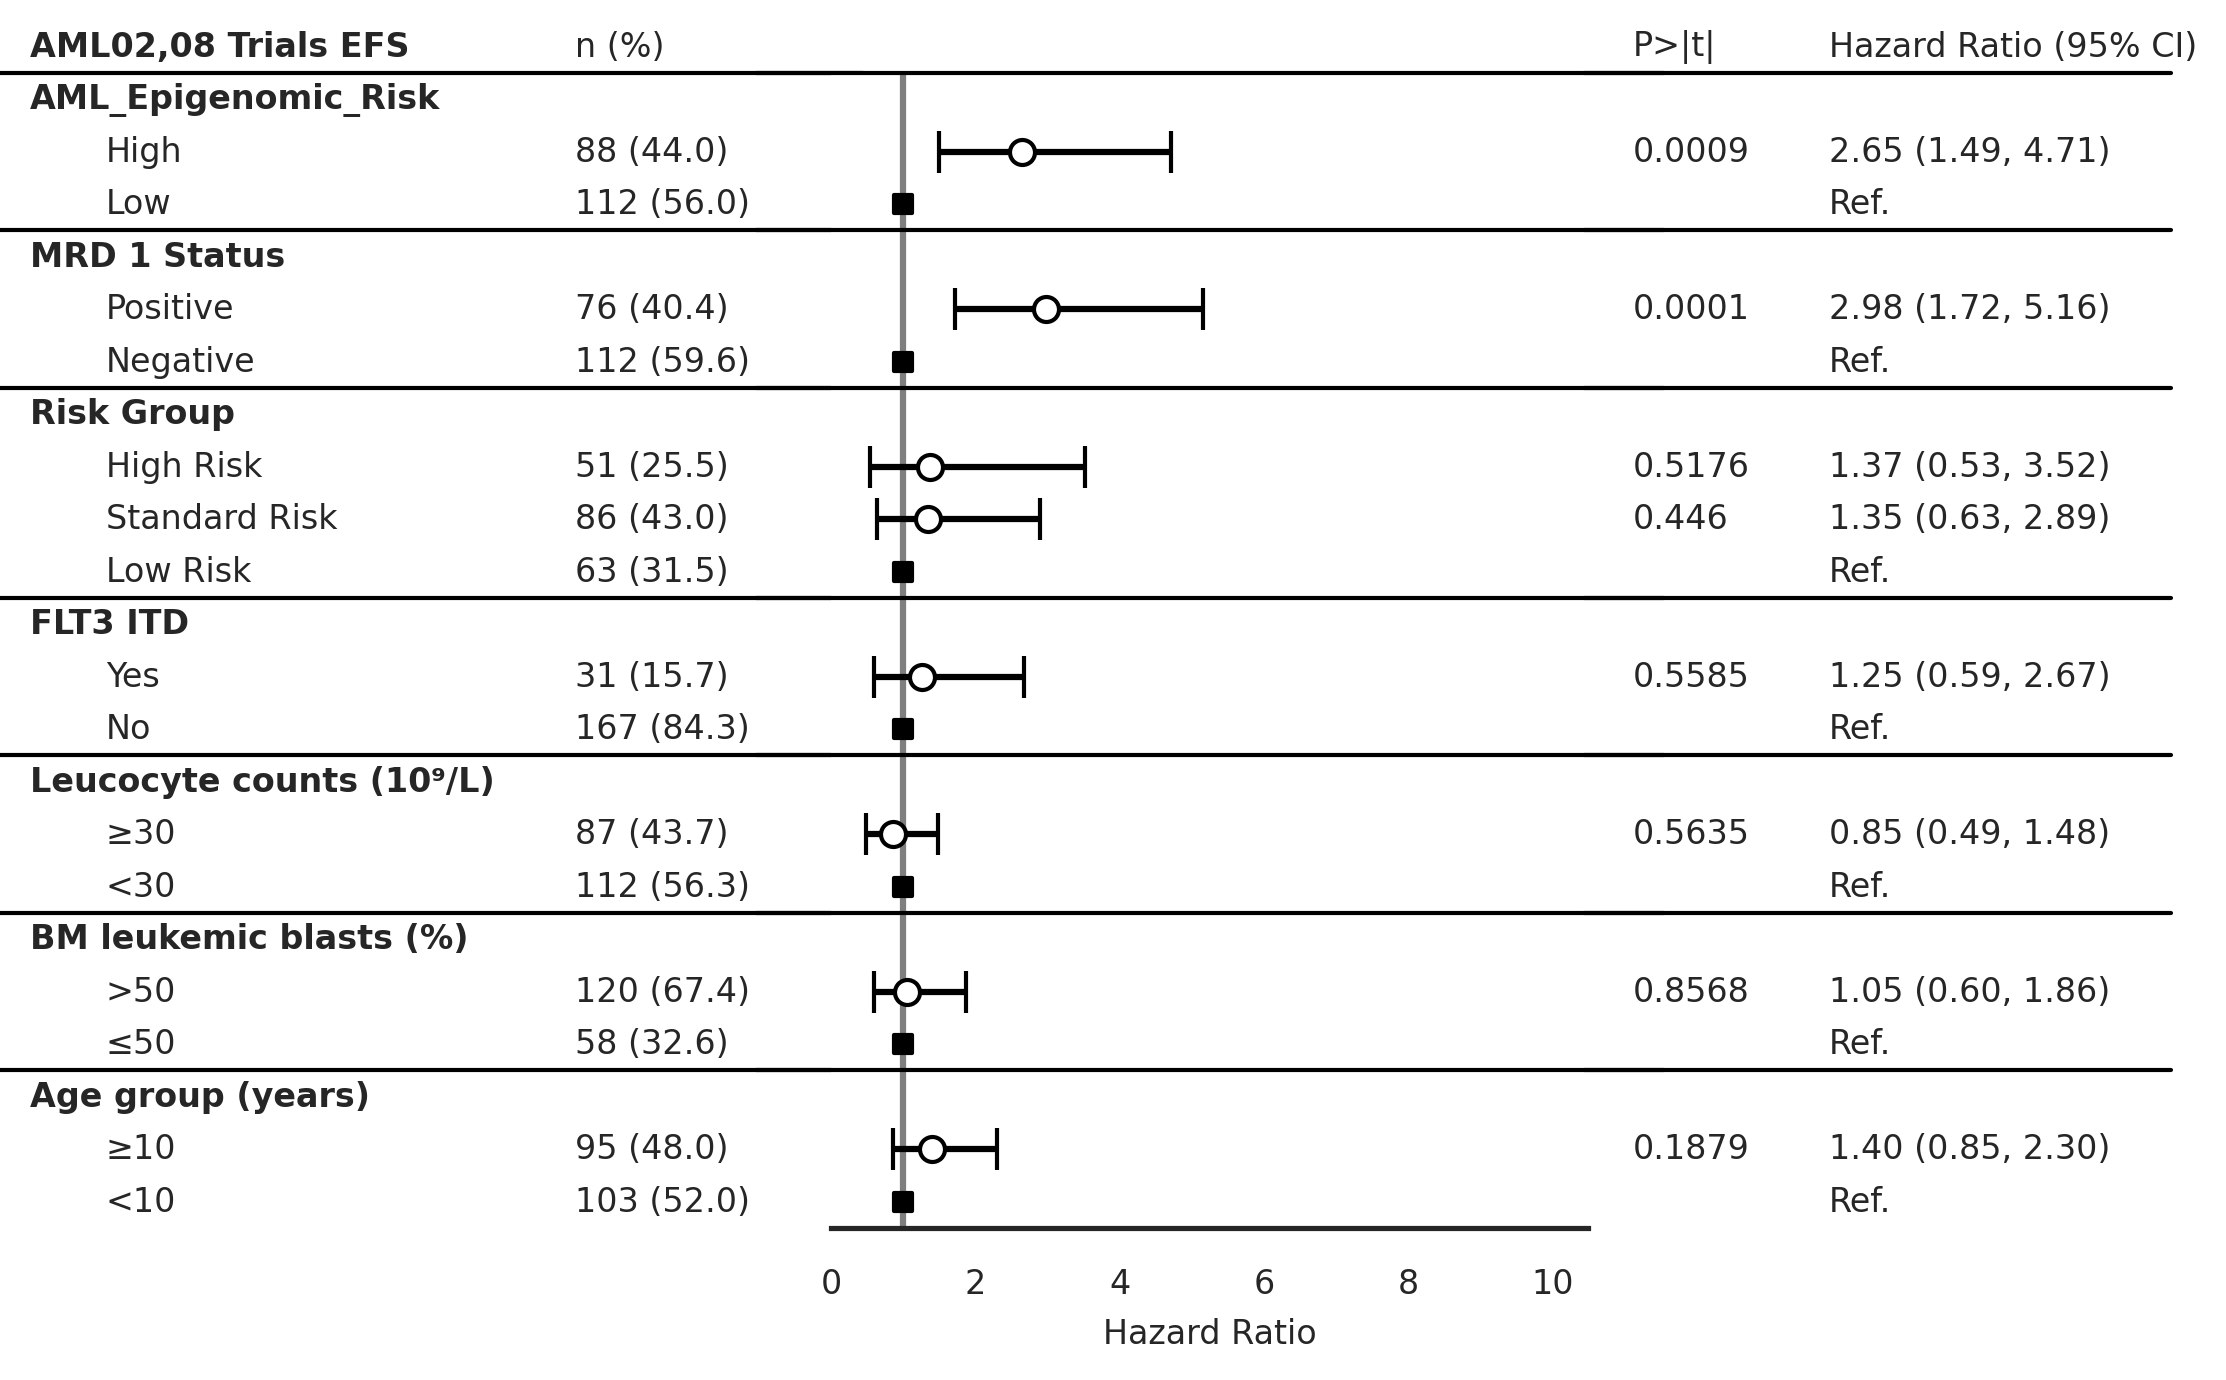 AML02,08 Trials EFS n (%) P>|t| Hazard Ratio (95% CI)
AML_Epigenomic_Risk
High 88 (44.0) 0.0009 2.65 (1.49, 4.71)
Low 112 (56.0) Ref.
MRD 1 Status
Positive 76 (40.4) 0.0001 2.98 (1.72, 5.16)
Negative 112 (59.6) Ref.
Risk Group
High Risk 51 (25.5) 0.5176 1.37 (0.53, 3.52)
Standard Risk 86 (43.0) 0.446 1.35 (0.63, 2.89)
Low Risk 63 (31.5) Ref.
FLT3 ITD
Yes 31 (15.7) 0.5585 1.25 (0.59, 2.67)
No 167 (84.3) Ref.
Leucocyte counts (10⁹/L)
≥30 87 (43.7) 0.5635 0.85 (0.49, 1.48)
<30 112 (56.3) Ref.
BM leukemic blasts (%)
>50 120 (67.4) 0.8568 1.05 (0.60, 1.86)
≤50 58 (32.6) Ref.
Age group (years)
≥10 95 (48.0) 0.1879 1.40 (0.85, 2.30)
<10 103 (52.0) Ref.
0 2 4 6 8 10
Hazard Ratio